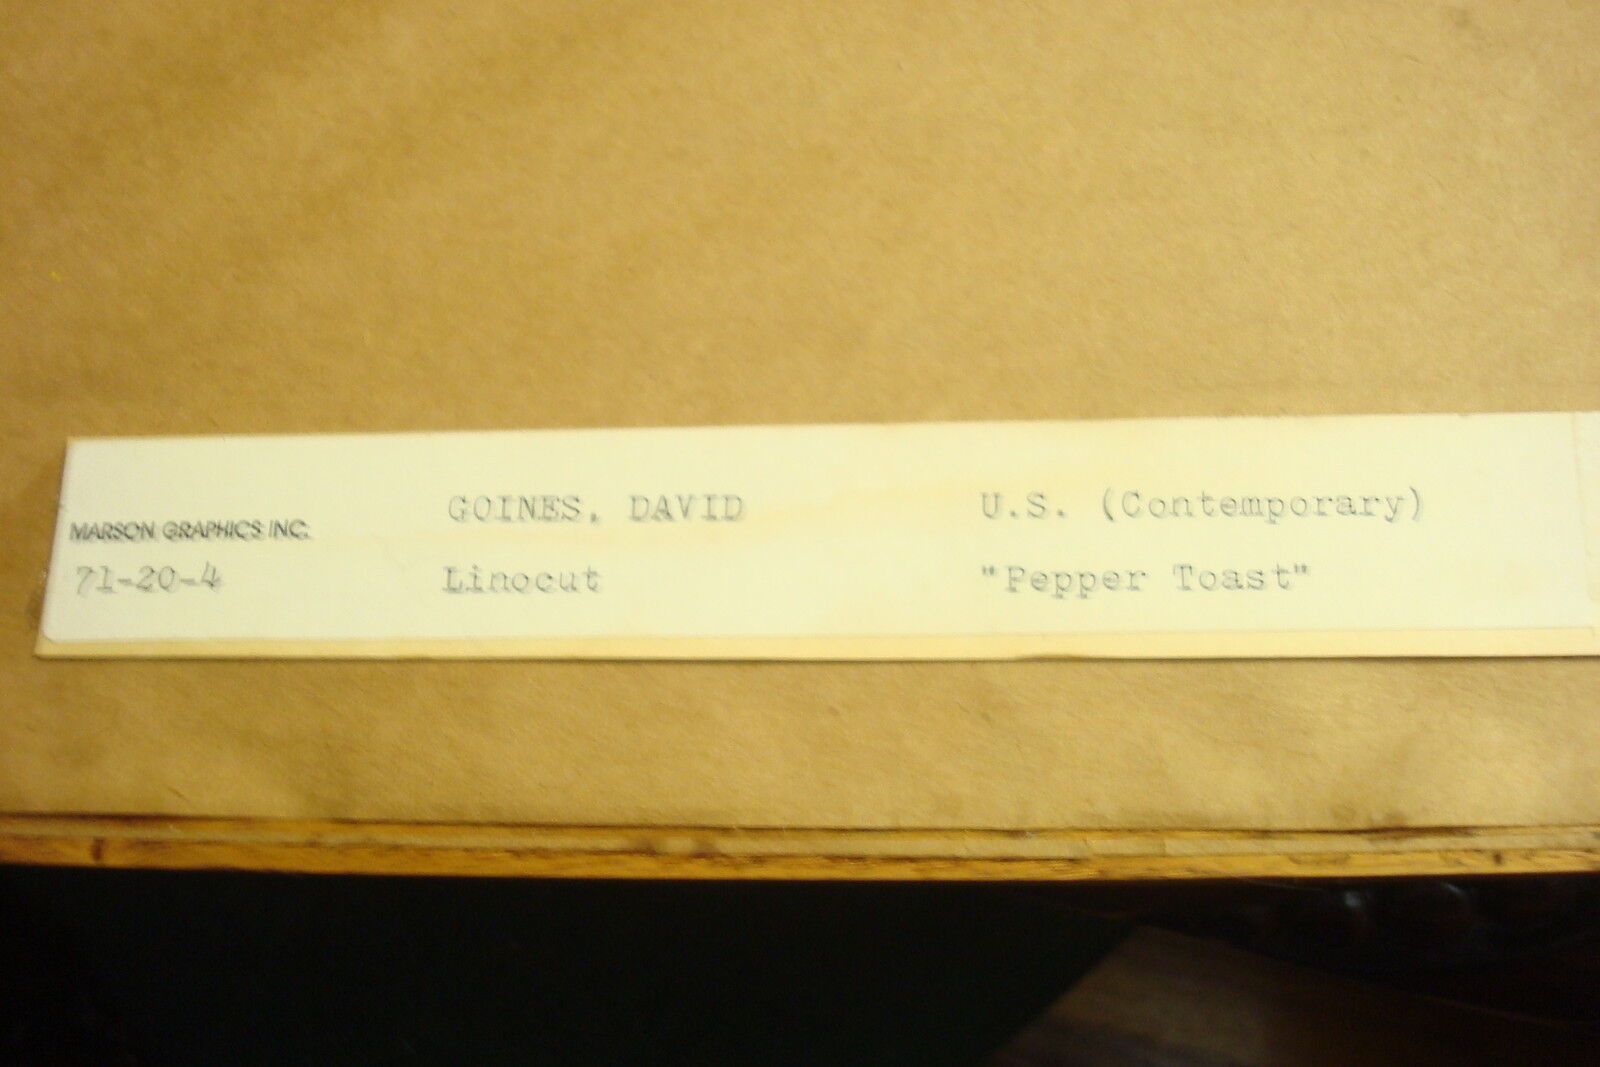 GOINES, DAVID U.S. (Contemporary)
MARSON GRAPHICS INC.
71-20-4 Linocut "Pepper Toast"